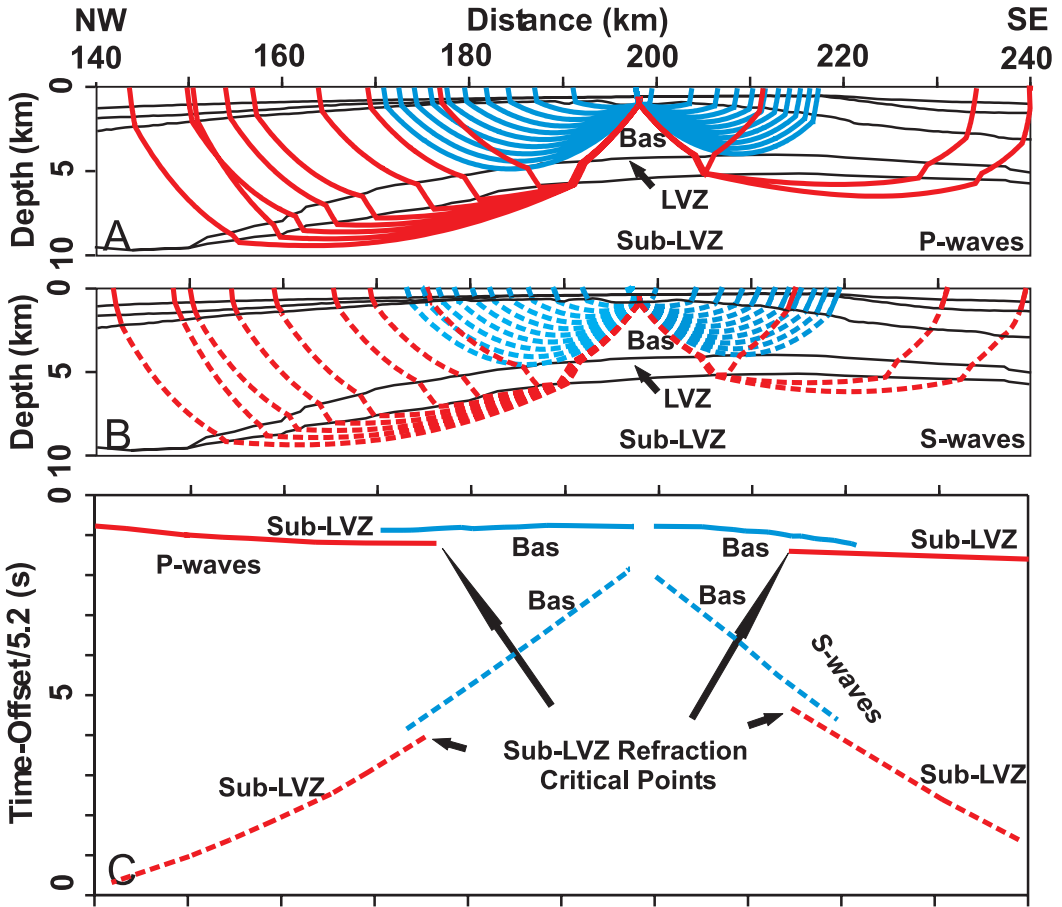 NW Distance (km) SE
140 160 180 200 220 240
0
5
10
Depth (km)
A
Bas
LVZ
Sub-LVZ
P-waves
0
5
10
Depth (km)
B
Bas
LVZ
Sub-LVZ
S-waves
0
5
0
Time-Offset/5.2 (s)
C
Sub-LVZ
P-waves
Bas
Bas
Sub-LVZ
Bas
Bas
S-waves
Sub-LVZ Refraction
Critical Points
Sub-LVZ
Sub-LVZ